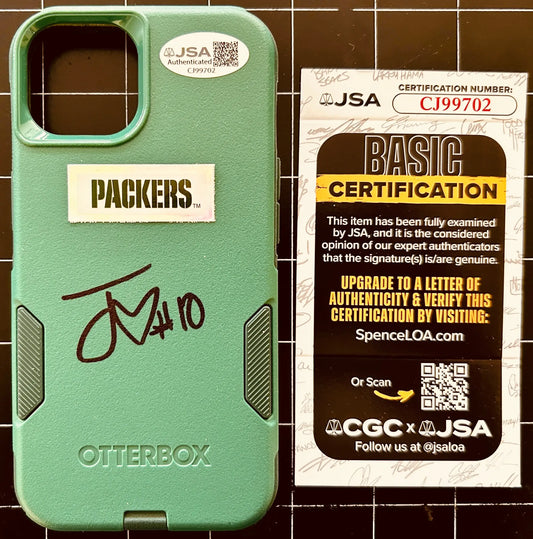 JSA
Authenticated
CJ99702
PACKERS™
#10
OTTERBOX
JSA
CERTIFICATION NUMBER:
CJ99702
BASIC
CERTIFICATION
This item has been fully examined
by JSA, and it is the considered
opinion of our expert authenticators
that the signature(s) is/are genuine.
UPGRADE TO A LETTER OF
AUTHENTICITY & VERIFY THIS
CERTIFICATION BY VISITING:
SpenceLOA.com
Or Scan
CGC x JSA
Follow us at @jsaloa